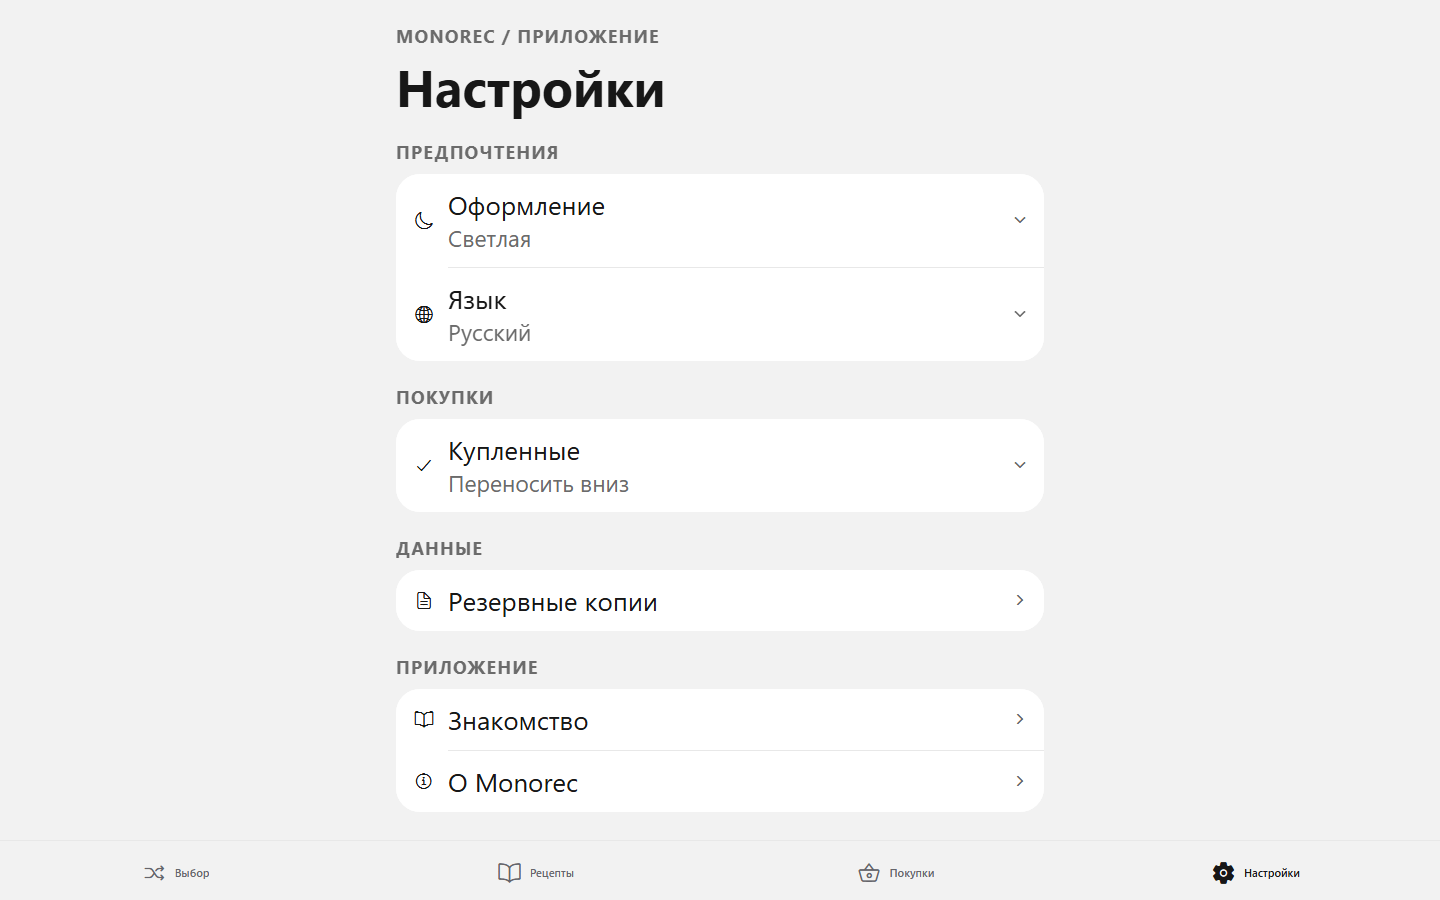 MONOREC / ПРИЛОЖЕНИЕ
Настройки
ПРЕДПОЧТЕНИЯ
Оформление
Светлая
Язык
Русский
ПОКУПКИ
Купленные
Переносить вниз
ДАННЫЕ
Резервные копии
ПРИЛОЖЕНИЕ
Знакомство
О Monorec
Выбор
Рецепты
Покупки
Настройки